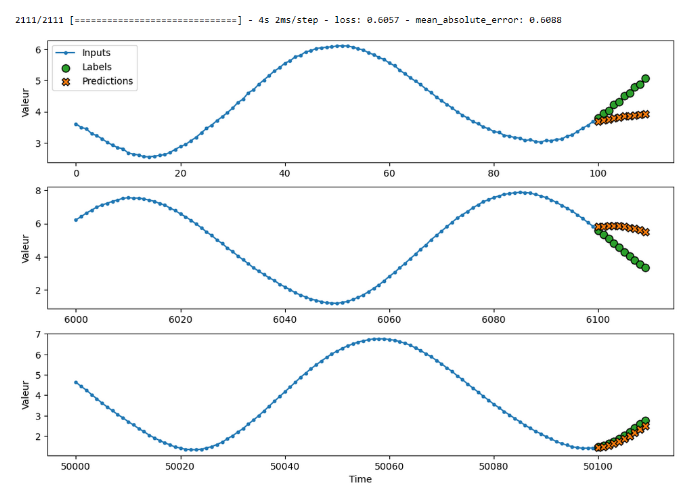 2111/2111 [==============================] - 4s 2ms/step - loss: 0.6057 - mean_absolute_error: 0.6088
Inputs
Labels
Predictions
Valeur
6
5
4
3
0 20 40 60 80 100
Valeur
8
6
4
2
6000 6020 6040 6060 6080 6100
Valeur
7
6
5
4
3
2
50000 50020 50040 50060 50080 50100
Time